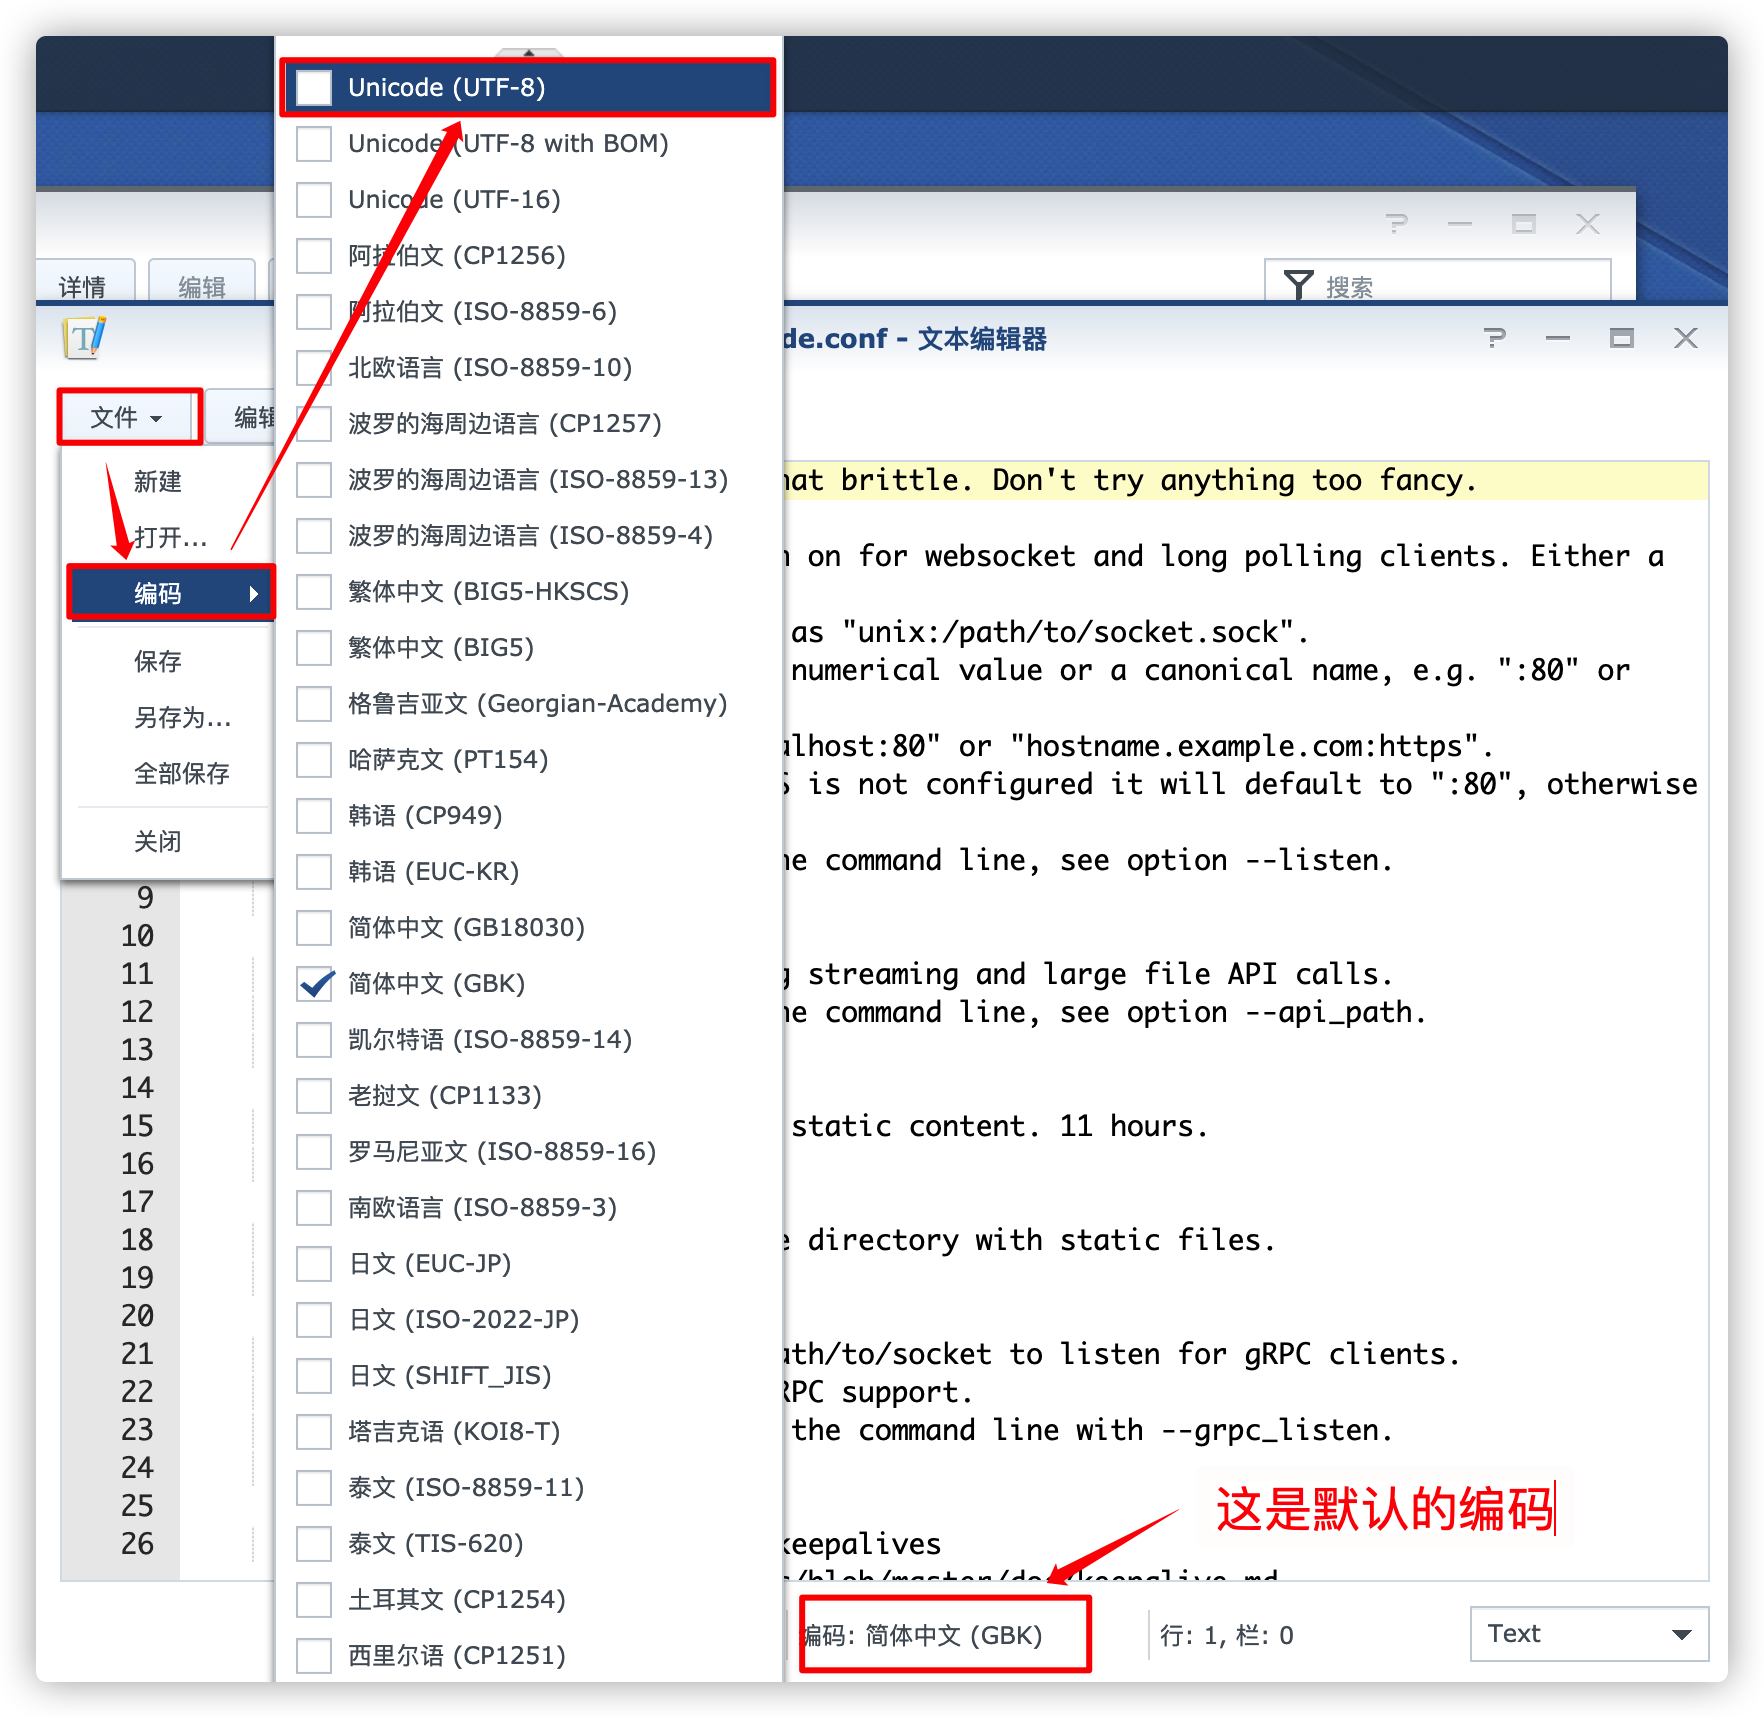 Unicode (UTF-8)
Unicode (UTF-8 with BOM)
Unicode (UTF-16)
阿拉伯文 (CP1256)
阿拉伯文 (ISO-8859-6)
北欧语言 (ISO-8859-10)
波罗的海周边语言 (CP1257)
波罗的海周边语言 (ISO-8859-13)
波罗的海周边语言 (ISO-8859-4)
繁体中文 (BIG5-HKSCS)
繁体中文 (BIG5)
格鲁吉亚文 (Georgian-Academy)
哈萨克文 (PT154)
韩语 (CP949)
韩语 (EUC-KR)
简体中文 (GB18030)
简体中文 (GBK)
凯尔特语 (ISO-8859-14)
老挝文 (CP1133)
罗马尼亚文 (ISO-8859-16)
南欧语言 (ISO-8859-3)
日文 (EUC-JP)
日文 (ISO-2022-JP)
日文 (SHIFT_JIS)
塔吉克语 (KOI8-T)
泰文 (ISO-8859-11)
泰文 (TIS-620)
土耳其文 (CP1254)
西里尔语 (CP1251)
详情
编辑
搜索
de.conf - 文本编辑器
文件
编辑
新建
打开...
编码
保存
另存为...
全部保存
关闭
9
10
11
12
13
14
15
16
17
18
19
20
21
22
23
24
25
26
brittle. Don't try anything too fancy.
on for websocket and long polling clients. Either a
as "unix:/path/to/socket.sock".
numerical value or a canonical name, e.g. ":80" or
alhost:80" or "hostname.example.com:https".
is not configured it will default to ":80", otherwise
he command line, see option --listen.
streaming and large file API calls.
he command line, see option --api_path.
static content. 11 hours.
directory with static files.
ath/to/socket to listen for gRPC clients.
RPC support.
the command line with --grpc_listen.
keepalives
这是默认的编码
编码: 简体中文 (GBK)
行: 1, 栏: 0
Text